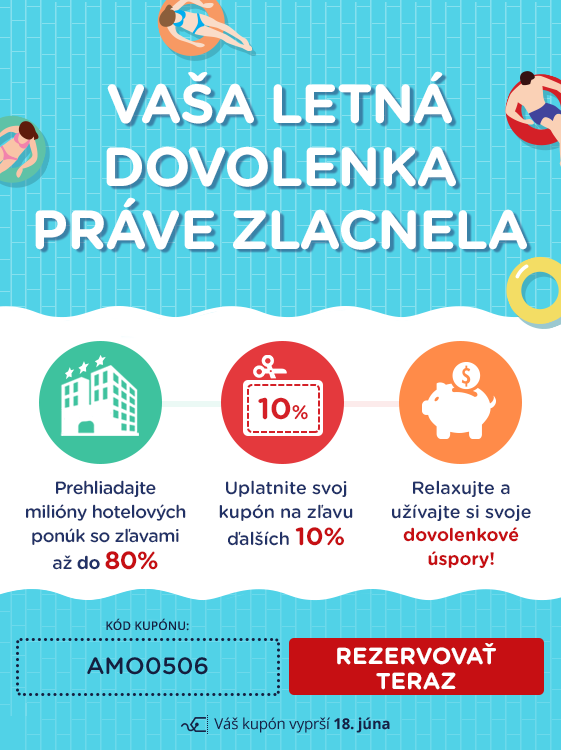 VAŠA LETNÁ
DOVOLENKA
PRÁVE ZLACNELA
10%
$
Prehliadajte
milióny hotelových
ponúk so zľavami
až do 80%
Uplatnite svoj
kupón na zľavu
ďalších 10%
Relaxujte a
užívajte si svoje
dovolenkové
úspory!
KÓD KUPÓNU:
AMO0506
REZERVOVAŤ
TERAZ
Váš kupón vyprší 18. júna